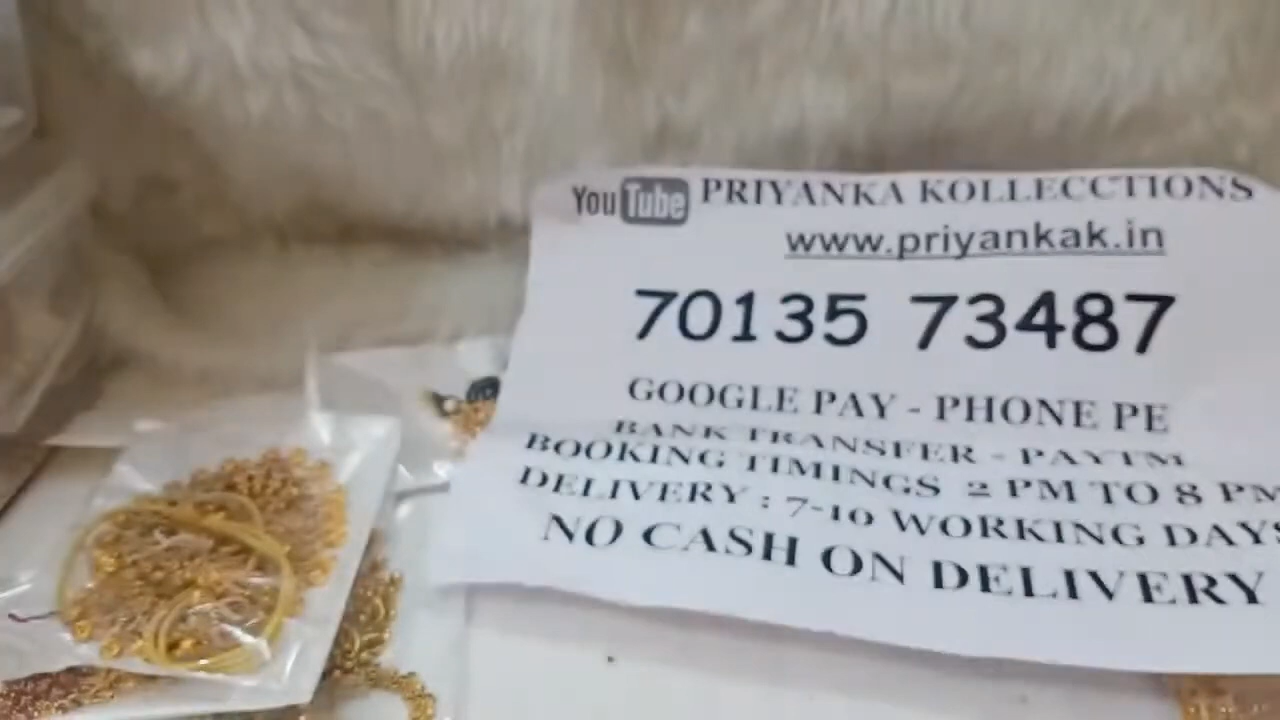 YouTube PRIYANKA KOLLECCTIONS
www.priyankak.in
70135 73487
GOOGLE PAY - PHONE PE
BANK TRANSFER - PAYTM
BOOKING TIMINGS 2 PM TO 8 PM
DELIVERY : 7-10 WORKING DAYS
NO CASH ON DELIVERY